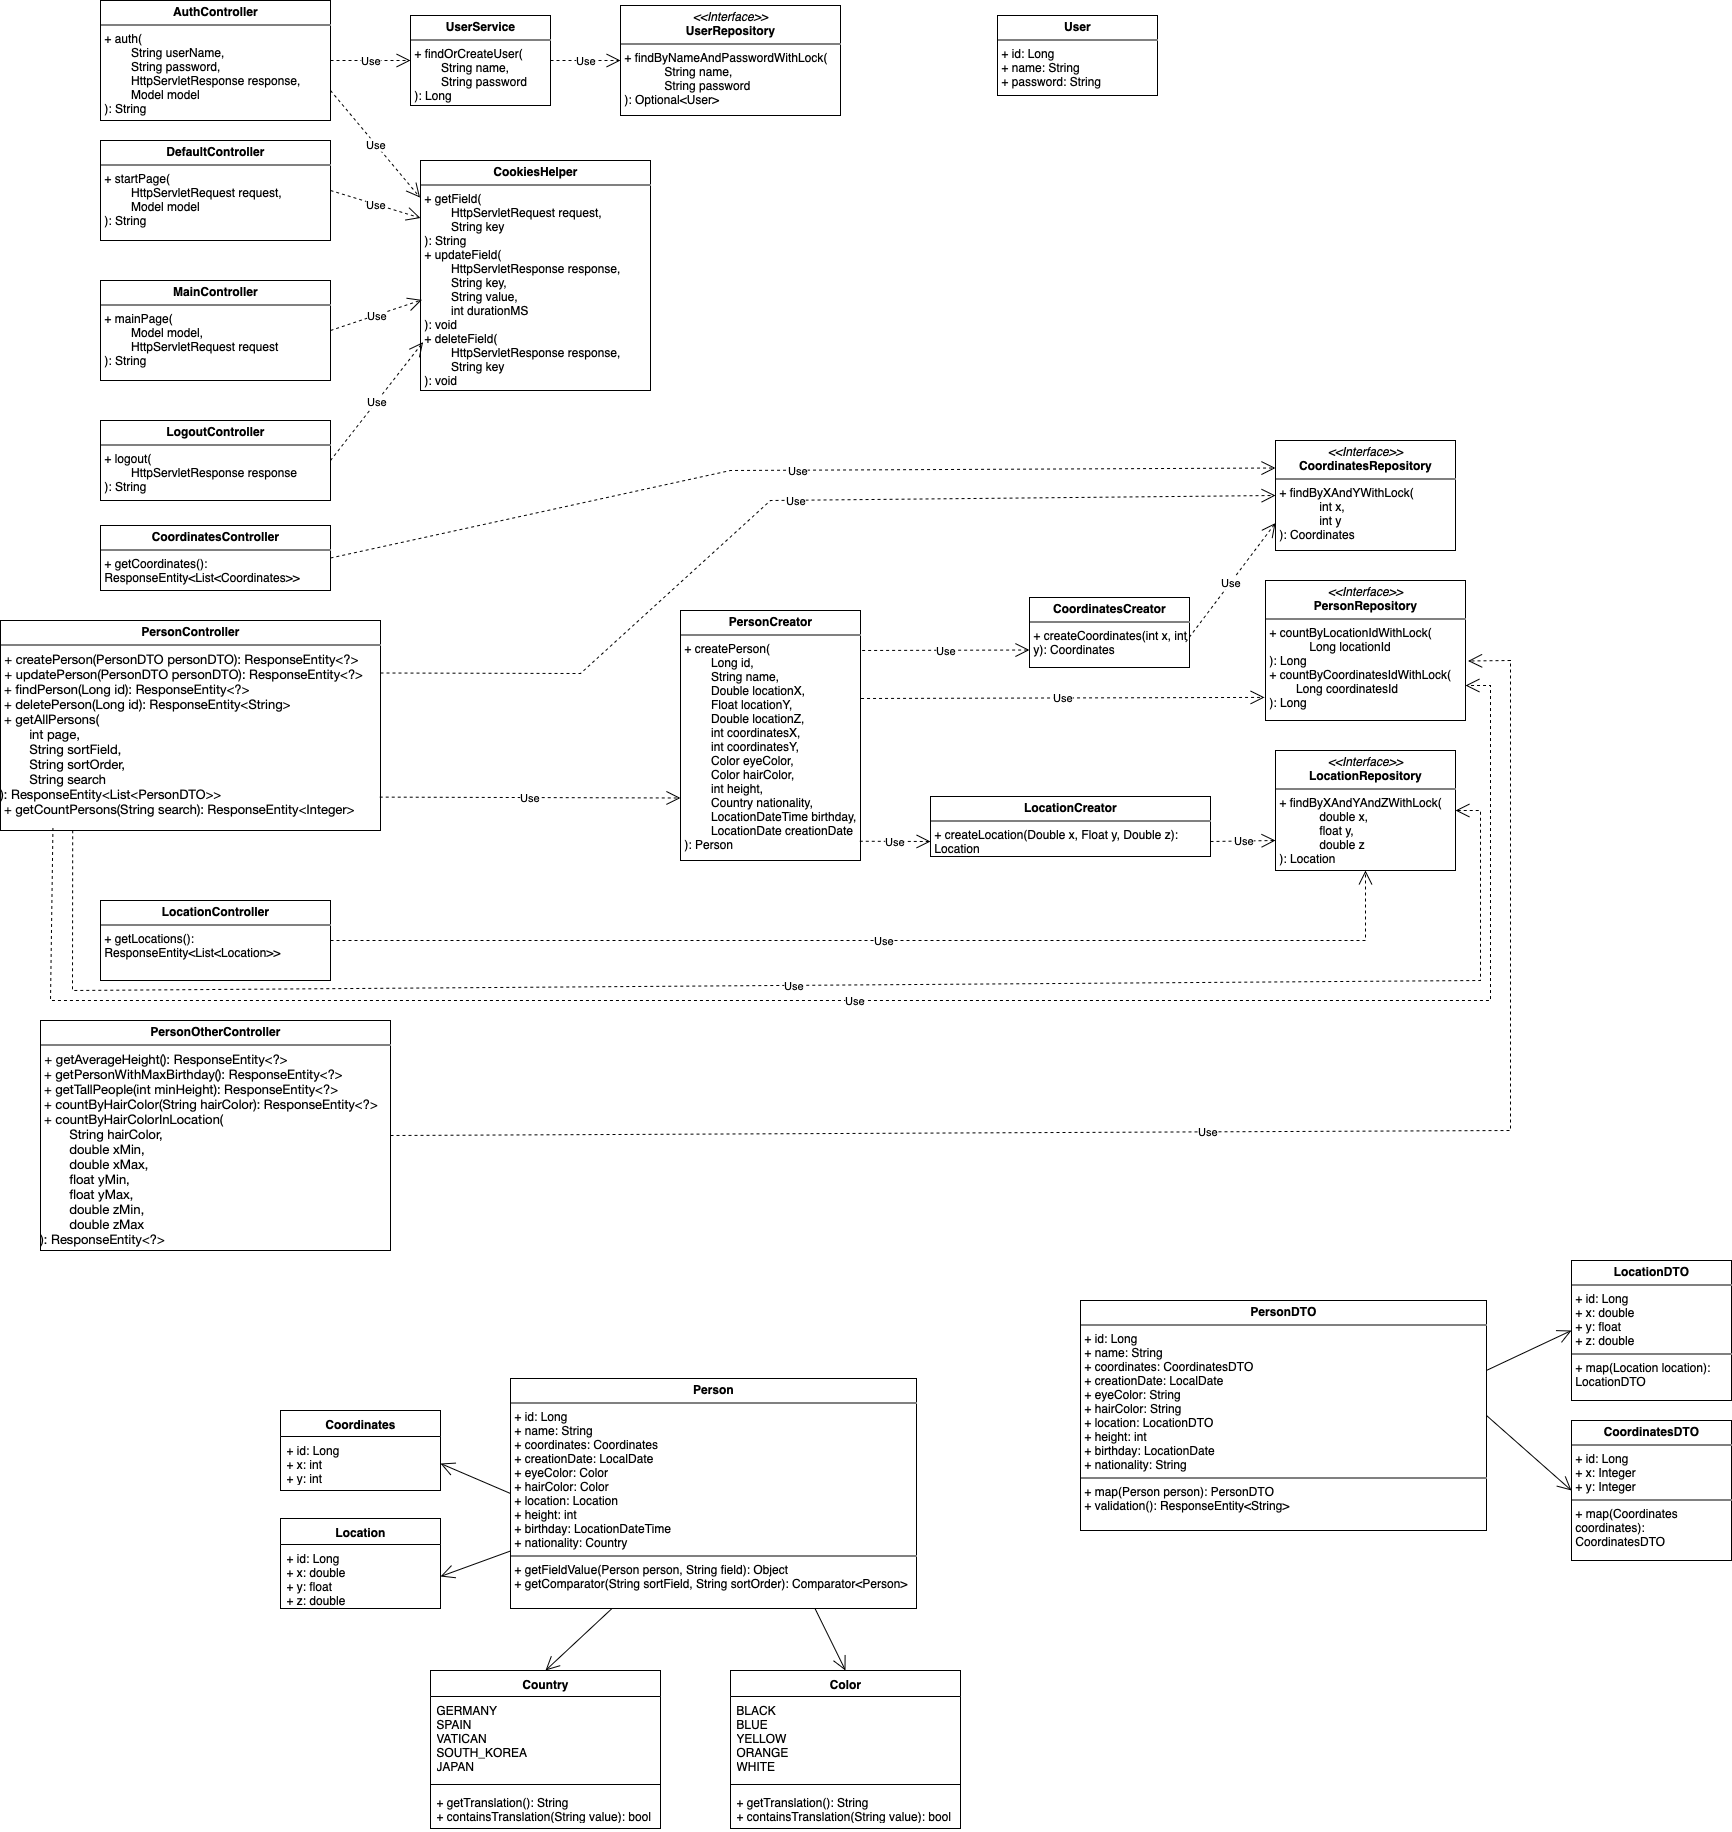 AuthController
+ auth(
String userName,
String password,
HttpServletResponse response,
Model model
): String
Use
UserService
+ findOrCreateUser(
String name,
String password
): Long
Use
<<Interface>>
UserRepository
+ findByNameAndPasswordWithLock(
String name,
String password
): Optional<User>
User
+ id: Long
+ name: String
+ password: String
Use
DefaultController
+ startPage(
HttpServletRequest request,
Model model
): String
Use
CookiesHelper
+ getField(
HttpServletRequest request,
String key
): String
+ updateField(
HttpServletResponse response,
String key,
String value,
int durationMS
): void
+ deleteField(
HttpServletResponse response,
String key
): void
MainController
+ mainPage(
Model model,
HttpServletRequest request
): String
Use
Use
LogoutController
+ logout(
HttpServletResponse response
): String
CoordinatesController
+ getCoordinates():
ResponseEntity<List<Coordinates>>
Use
Use
<<Interface>>
CoordinatesRepository
+ findByXAndYWithLock(
int x,
int y
): Coordinates
Use
PersonController
+ createPerson(PersonDTO personDTO): ResponseEntity<?>
+ updatePerson(PersonDTO personDTO): ResponseEntity<?>
+ findPerson(Long id): ResponseEntity<?>
+ deletePerson(Long id): ResponseEntity<String>
+ getAllPersons(
int page,
String sortField,
String sortOrder,
String search
): ResponseEntity<List<PersonDTO>>
+ getCountPersons(String search): ResponseEntity<Integer>
Use
PersonCreator
+ createPerson(
Long id,
String name,
Double locationX,
Float locationY,
Double locationZ,
int coordinatesX,
int coordinatesY,
Color eyeColor,
Color hairColor,
int height,
Country nationality,
LocationDateTime birthday,
LocationDate creationDate
): Person
Use
CoordinatesCreator
+ createCoordinates(int x, int
y): Coordinates
Use
<<Interface>>
PersonRepository
+ countByLocationIdWithLock(
Long locationId
): Long
+ countByCoordinatesIdWithLock(
Long coordinatesId
): Long
Use
LocationCreator
+ createLocation(Double x, Float y, Double z):
Location
Use
<<Interface>>
LocationRepository
+ findByXAndYAndZWithLock(
double x,
float y,
double z
): Location
LocationController
+ getLocations():
ResponseEntity<List<Location>>
Use
Use
Use
PersonOtherController
+ getAverageHeight(): ResponseEntity<?>
+ getPersonWithMaxBirthday(): ResponseEntity<?>
+ getTallPeople(int minHeight): ResponseEntity<?>
+ countByHairColor(String hairColor): ResponseEntity<?>
+ countByHairColorInLocation(
String hairColor,
double xMin,
double xMax,
float yMin,
float yMax,
double zMin,
double zMax
): ResponseEntity<?>
Use
LocationDTO
+ id: Long
+ x: double
+ y: float
+ z: double
+ map(Location location):
LocationDTO
PersonDTO
+ id: Long
+ name: String
+ coordinates: CoordinatesDTO
+ creationDate: LocalDate
+ eyeColor: String
+ hairColor: String
+ location: LocationDTO
+ height: int
+ birthday: LocationDate
+ nationality: String
+ map(Person person): PersonDTO
+ validation(): ResponseEntity<String>
CoordinatesDTO
+ id: Long
+ x: Integer
+ y: Integer
+ map(Coordinates
coordinates):
CoordinatesDTO
Person
+ id: Long
+ name: String
+ coordinates: Coordinates
+ creationDate: LocalDate
+ eyeColor: Color
+ hairColor: Color
+ location: Location
+ height: int
+ birthday: LocationDateTime
+ nationality: Country
+ getFieldValue(Person person, String field): Object
+ getComparator(String sortField, String sortOrder): Comparator<Person>
Coordinates
+ id: Long
+ x: int
+ y: int
Location
+ id: Long
+ x: double
+ y: float
+ z: double
Country
GERMANY
SPAIN
VATICAN
SOUTH_KOREA
JAPAN
+ getTranslation(): String
+ containsTranslation(String value): bool
Color
BLACK
BLUE
YELLOW
ORANGE
WHITE
+ getTranslation(): String
+ containsTranslation(String value): bool